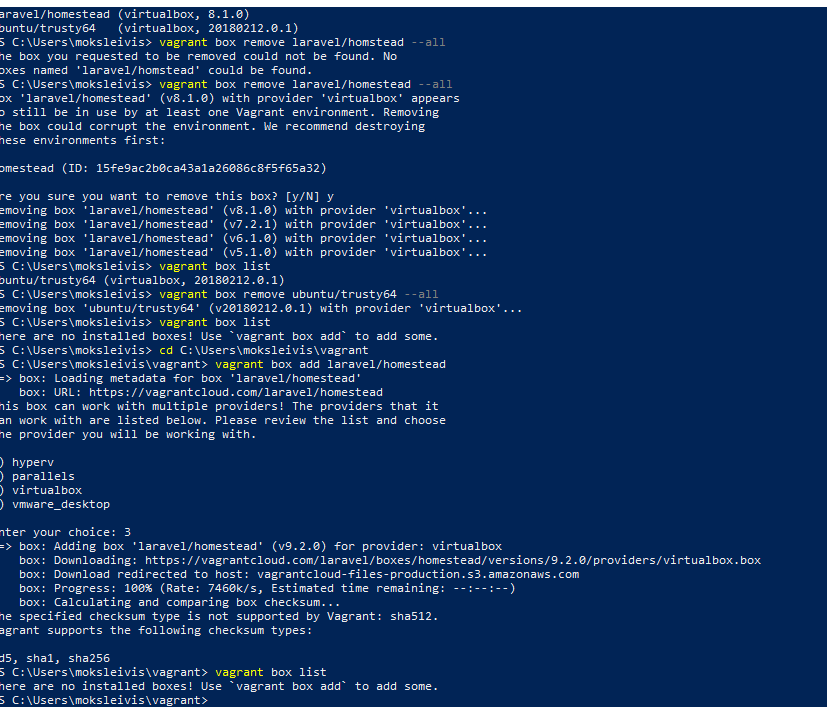 aravel/homestead (virtualbox, 8.1.0)
buntu/trusty64   (virtualbox, 20180212.0.1)
S C:\Users\moksleivis> vagrant box remove laravel/homstead --all
he box you requested to be removed could not be found. No
oxes named 'laravel/homstead' could be found.
S C:\Users\moksleivis> vagrant box remove laravel/homestead --all
ox 'laravel/homestead' (v8.1.0) with provider 'virtualbox' appears
o still be in use by at least one Vagrant environment. Removing
he box could corrupt the environment. We recommend destroying
hese environments first:
omestead (ID: 15fe9ac2b0ca43a1a26086c8f5f65a32)
re you sure you want to remove this box? [y/N] y
emoving box 'laravel/homestead' (v8.1.0) with provider 'virtualbox'...
emoving box 'laravel/homestead' (v7.2.1) with provider 'virtualbox'...
emoving box 'laravel/homestead' (v6.1.0) with provider 'virtualbox'...
emoving box 'laravel/homestead' (v5.1.0) with provider 'virtualbox'...
S C:\Users\moksleivis> vagrant box list
buntu/trusty64 (virtualbox, 20180212.0.1)
S C:\Users\moksleivis> vagrant box remove ubuntu/trusty64 --all
emoving box 'ubuntu/trusty64' (v20180212.0.1) with provider 'virtualbox'...
S C:\Users\moksleivis> vagrant box list
here are no installed boxes! Use `vagrant box add` to add some.
S C:\Users\moksleivis> cd C:\Users\moksleivis\vagrant
S C:\Users\moksleivis\vagrant> vagrant box add laravel/homestead
=> box: Loading metadata for box 'laravel/homestead'
   box: URL: https://vagrantcloud.com/laravel/homestead
his box can work with multiple providers! The providers that it
an work with are listed below. Please review the list and choose
he provider you will be working with.
) hyperv
) parallels
) virtualbox
) vmware_desktop
nter your choice: 3
=> box: Adding box 'laravel/homestead' (v9.2.0) for provider: virtualbox
   box: Downloading: https://vagrantcloud.com/laravel/boxes/homestead/versions/9.2.0/providers/virtualbox.box
   box: Download redirected to host: vagrantcloud-files-production.s3.amazonaws.com
   box: Progress: 100% (Rate: 7460k/s, Estimated time remaining: --:--:--)
   box: Calculating and comparing box checksum...
he specified checksum type is not supported by Vagrant: sha512.
agrant supports the following checksum types:
d5, sha1, sha256
S C:\Users\moksleivis\vagrant> vagrant box list
here are no installed boxes! Use `vagrant box add` to add some.
S C:\Users\moksleivis\vagrant>